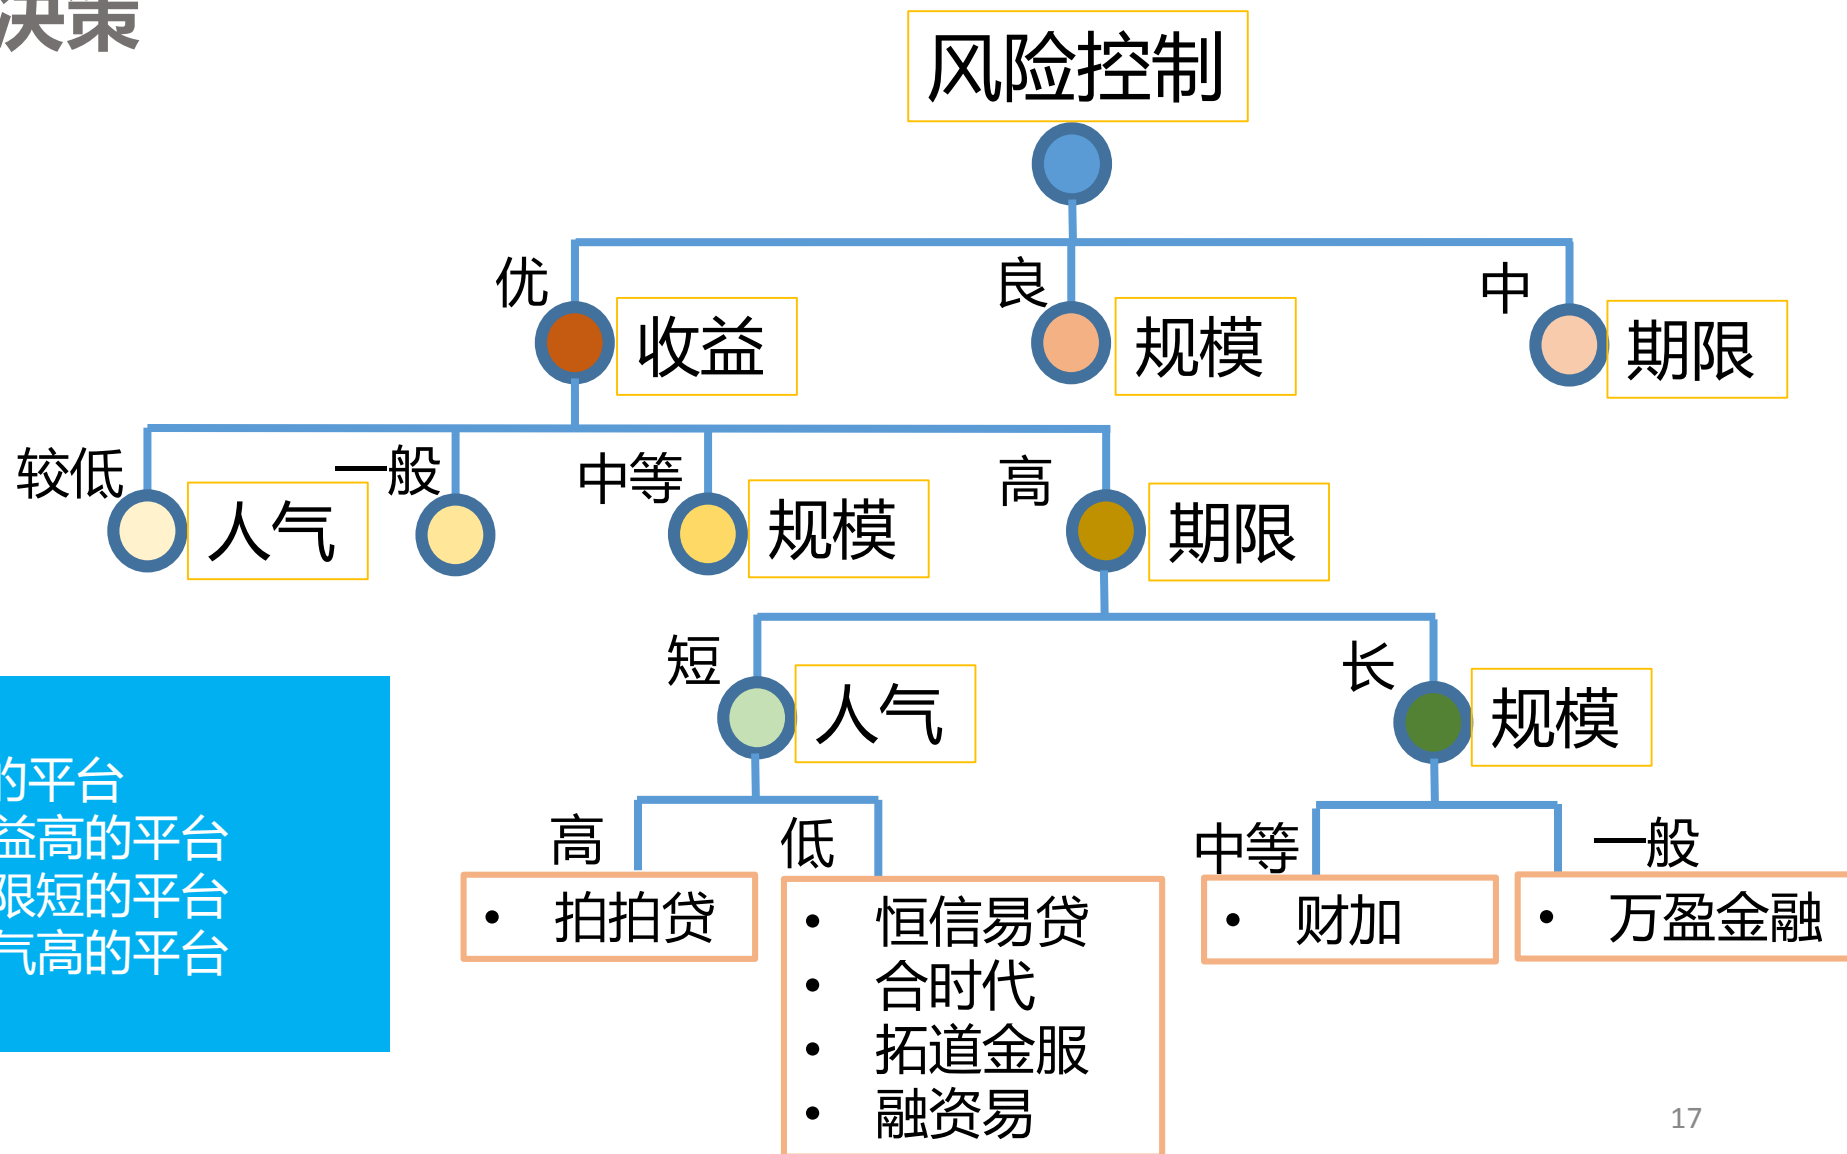 决策
风险控制
优
良
中
收益
规模
期限
较低
一般
中等
高
人气
规模
期限
短
长
人气
规模
的平台
益高的平台
限短的平台
气高的平台
高
低
中等
一般
• 拍拍贷
• 恒信易贷
• 合时代
• 拓道金服
• 融资易
• 财加
• 万盈金融
17